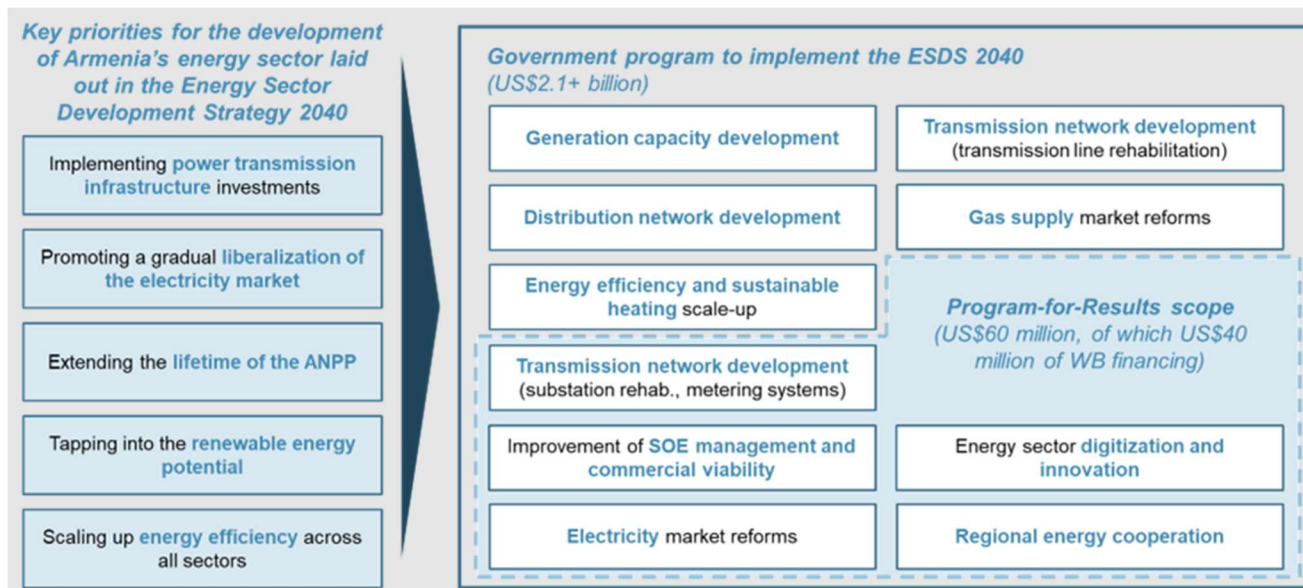 Key priorities for the development
of Armenia's energy sector laid
out in the Energy Sector
Development Strategy 2040
Implementing power transmission
infrastructure investments
Promoting a gradual liberalization of
the electricity market
Extending the lifetime of the ANPP
Tapping into the renewable energy
potential
Scaling up energy efficiency across
all sectors
Government program to implement the ESDS 2040
(US$2.1+ billion)
Generation capacity development
Transmission network development
(transmission line rehabilitation)
Distribution network development
Gas supply market reforms
Energy efficiency and sustainable
heating scale-up
Program-for-Results scope
(US$60 million, of which US$40
million of WB financing)
Transmission network development
(substation rehab., metering systems)
Improvement of SOE management and
commercial viability
Energy sector digitization and
innovation
Electricity market reforms
Regional energy cooperation